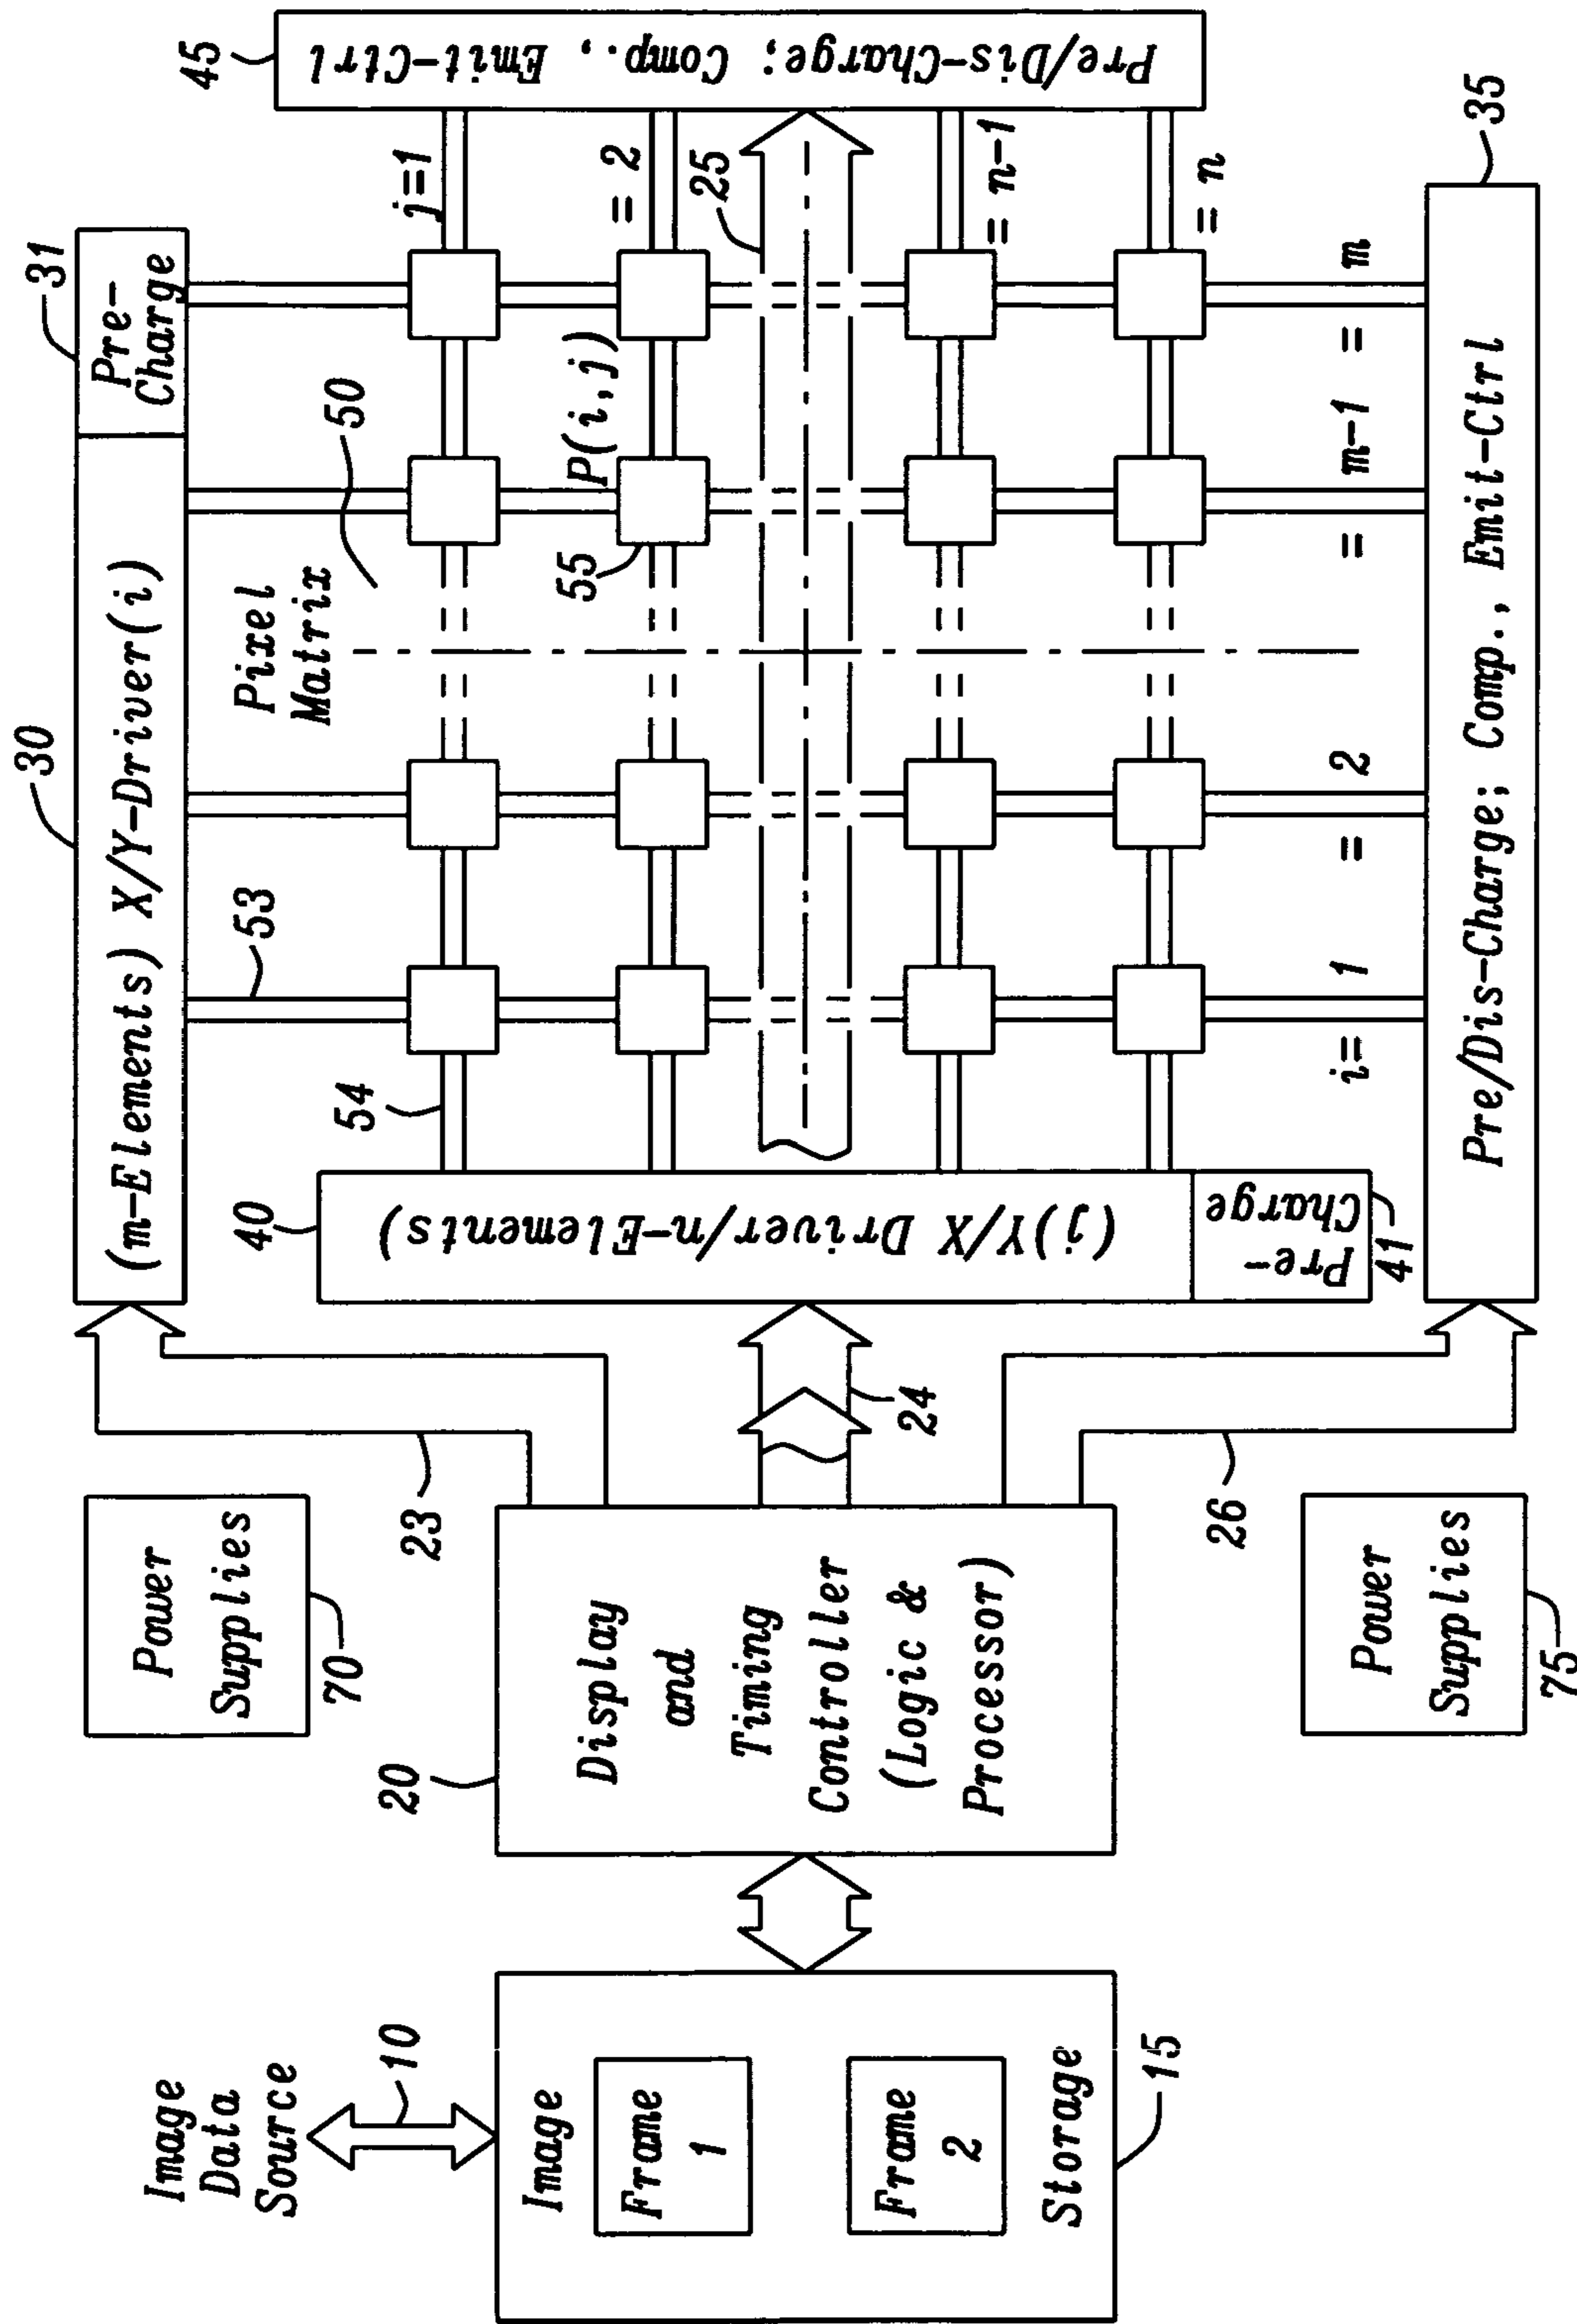 Image
Data
Source
10
Image
Frame
1
Frame
2
Storage
15
20
Display
and
Timing
Controller
(Logic &
Processor)
Power
Supplies
70
Power
Supplies
75
23
24
26
30
(m-Elements) X/Y-Driver(i)
31
Pre-
Charge
40
(j)Y/X Driver/n-Elements)
Pre-
Charge
41
53
54
Pixel
Matrix
50
55
P(i,j)
25
j=1
= 2
= n-1
= n
i= 1
= 2
= m-1
= m
45
Pre/Dis-Charge; Comp., Emit-Ctrl
Pre/Dis-Charge; Comp., Emit-Ctrl
35